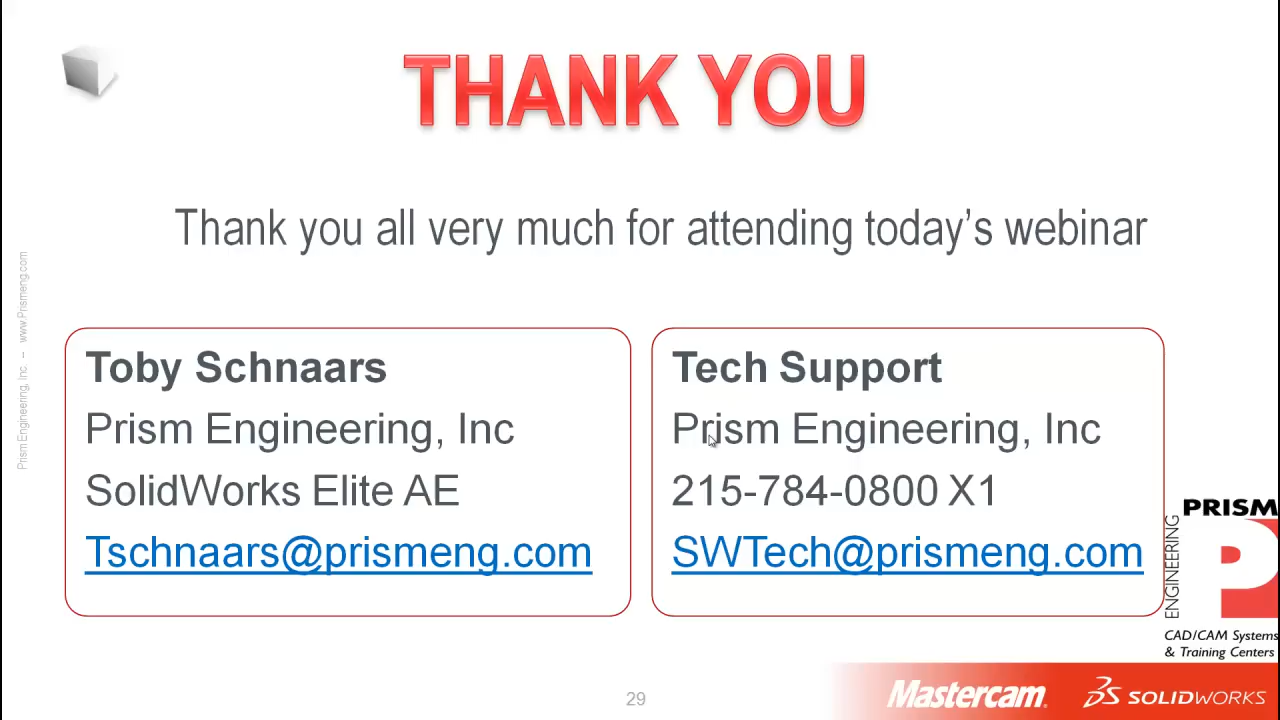 THANK YOU
Thank you all very much for attending today’s webinar
Prism Engineering, Inc. – www.Prismeng.com
Toby Schnaars
Prism Engineering, Inc
SolidWorks Elite AE
Tschnaars@prismeng.com
Tech Support
Prism Engineering, Inc
215-784-0800 X1
SWTech@prismeng.com
PRISM
ENGINEERING
P
CAD/CAM Systems
& Training Centers
29
Mastercam.
DS SOLIDWORKS